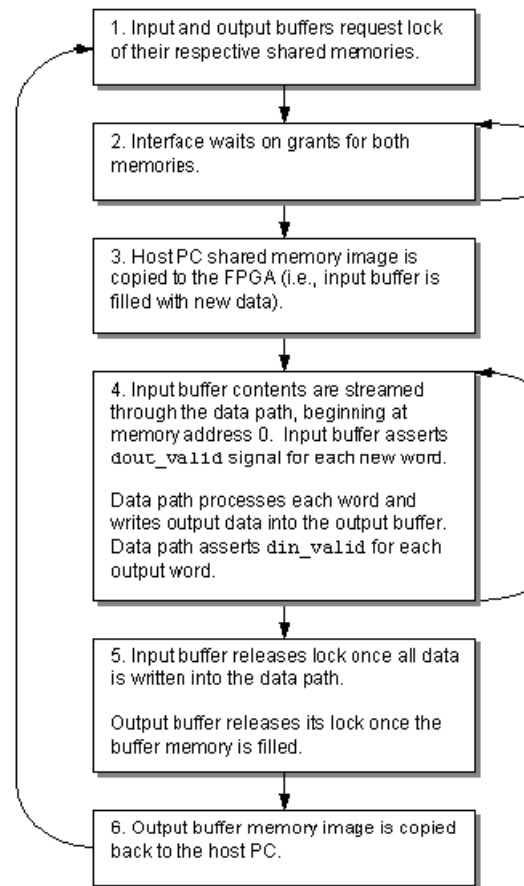 1. Input and output buffers request lock
of their respective shared memories.
2. Interface waits on grants for both
memories.
3. Host PC shared memory image is
copied to the FPGA (i.e., input buffer is
filled with new data).
4. Input buffer contents are streamed
through the data path, beginning at
memory address 0. Input buffer asserts
dout_valid signal for each new word.
Data path processes each word and
writes output data into the output buffer.
Data path asserts din_valid for each
output word.
5. Input buffer releases lock once all data
is written into the data path.
Output buffer releases its lock once the
buffer memory is filled.
6. Output buffer memory image is copied
back to the host PC.